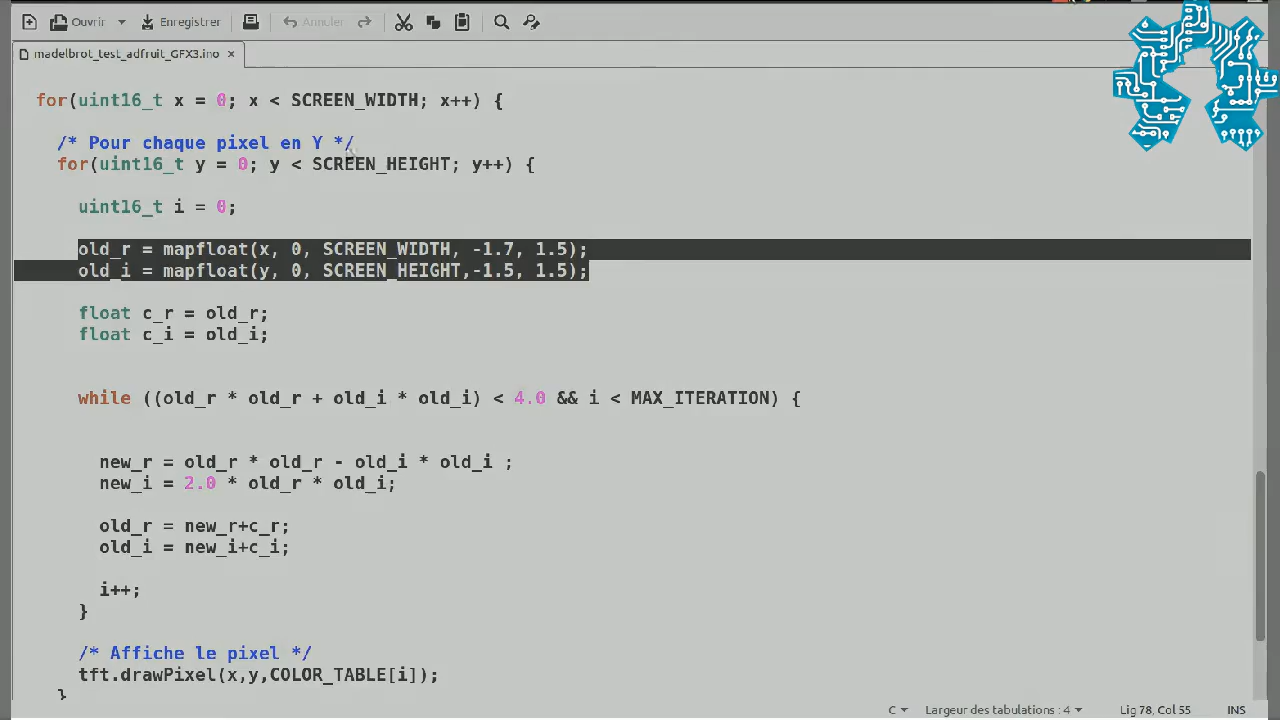 Ouvrir Enregistrer Annuler
madelbrot_test_adfruit_GFX3.ino ×
for(uint16_t x = 0; x < SCREEN_WIDTH; x++) {
/* Pour chaque pixel en Y */
for(uint16_t y = 0; y < SCREEN_HEIGHT; y++) {
uint16_t i = 0;
old_r = mapfloat(x, 0, SCREEN_WIDTH, -1.7, 1.5);
old_i = mapfloat(y, 0, SCREEN_HEIGHT,-1.5, 1.5);
float c_r = old_r;
float c_i = old_i;
while ((old_r * old_r + old_i * old_i) < 4.0 && i < MAX_ITERATION) {
new_r = old_r * old_r - old_i * old_i ;
new_i = 2.0 * old_r * old_i;
old_r = new_r+c_r;
old_i = new_i+c_i;
i++;
}
/* Affiche le pixel */
tft.drawPixel(x,y,COLOR_TABLE[i]);
}
C Largeur des tabulations : 4 Lig 78, Col 55 INS